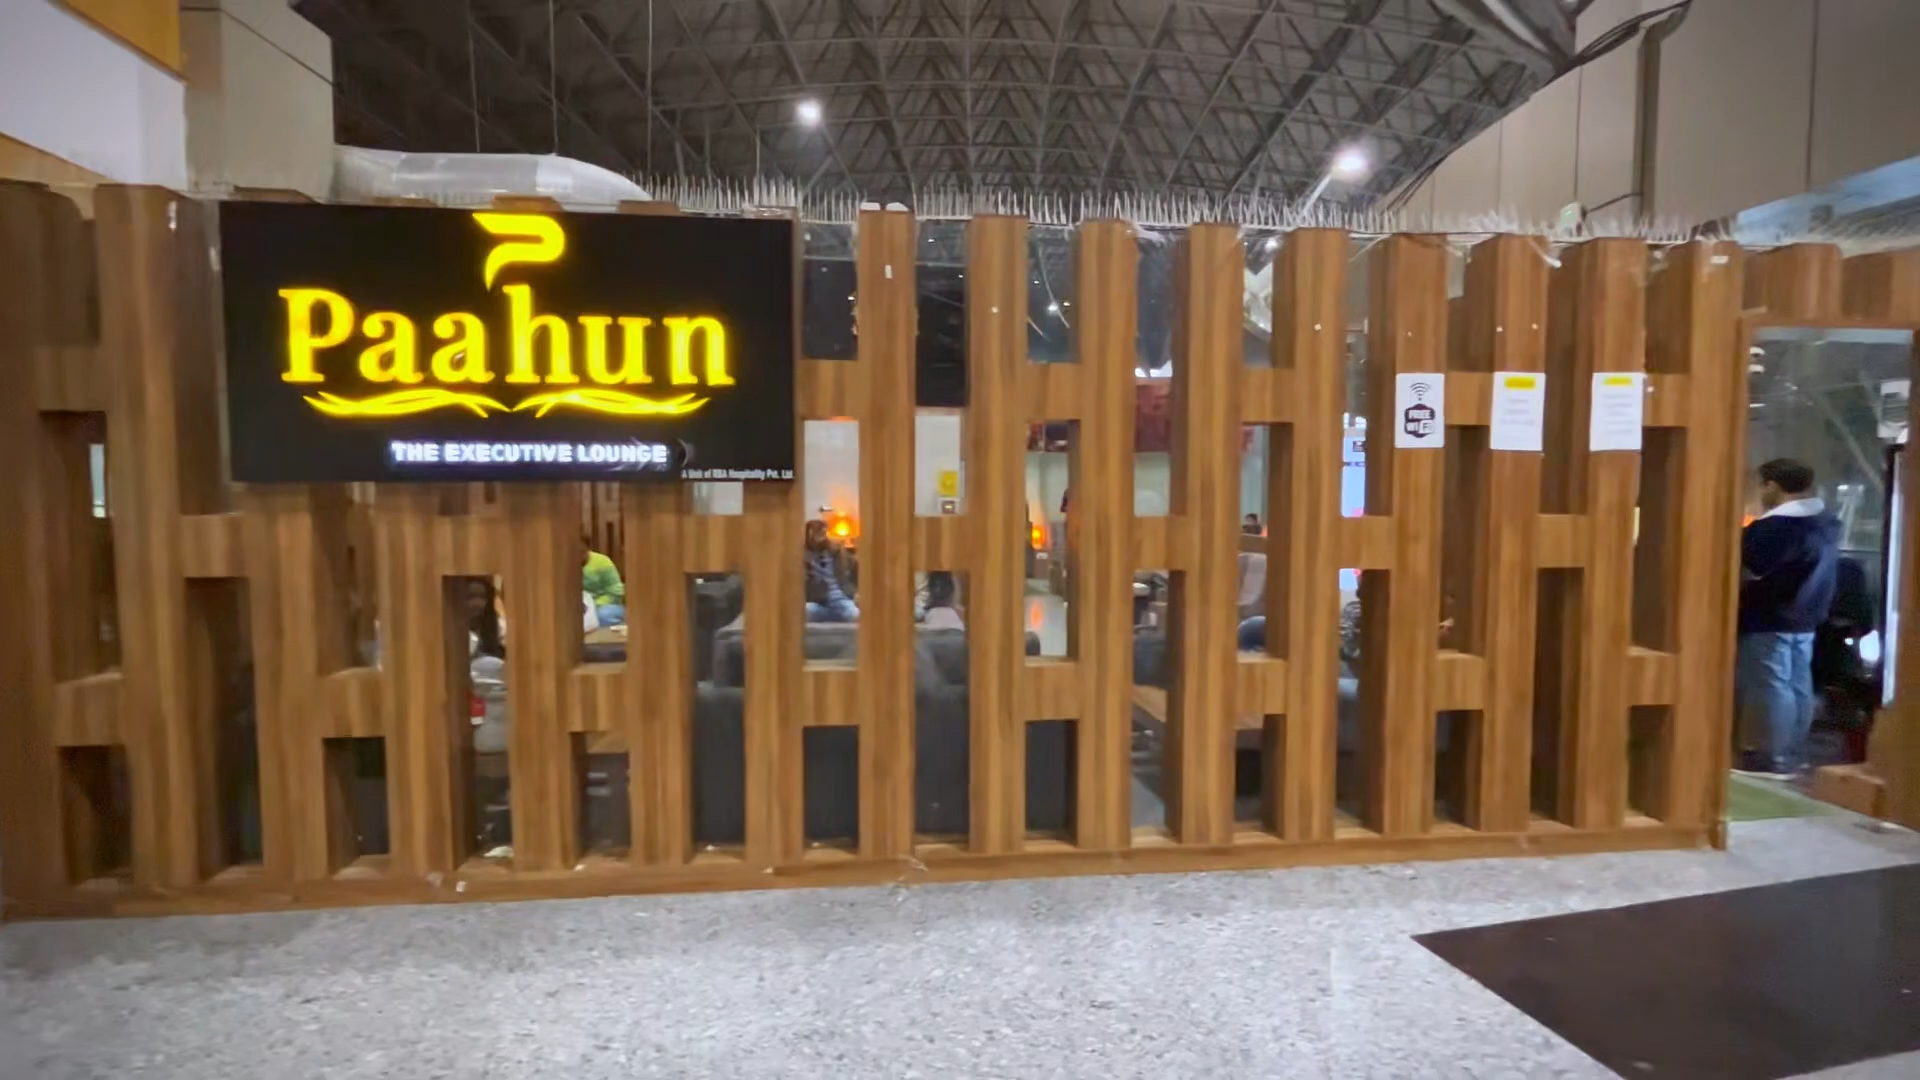 Paahun
THE EXECUTIVE LOUNGE
A Unit of RBA Hospitality Pvt. Ltd
FREE
Wi Fi